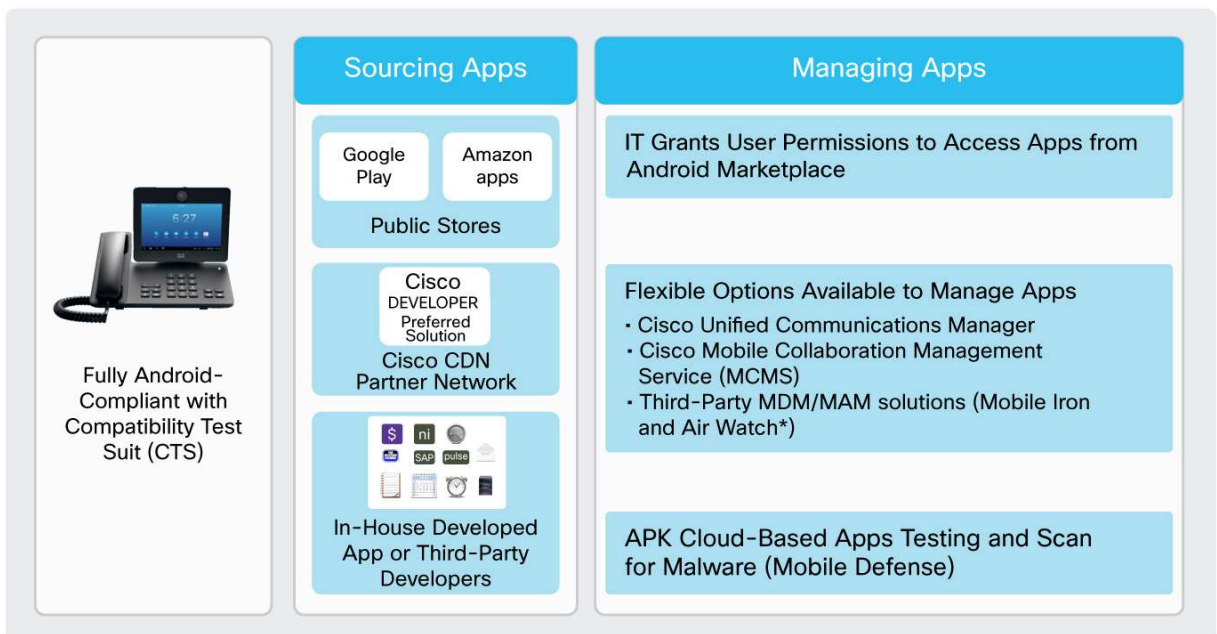 Sourcing Apps
Managing Apps
6:27
Fully Android-
Compliant with
Compatibility Test
Suit (CTS)
Google
Play
Amazon
apps
Public Stores
Cisco
DEVELOPER
Preferred
Solution
Cisco CDN
Partner Network
$
ni
SAP
pulse
In-House Developed
App or Third-Party
Developers
IT Grants User Permissions to Access Apps from
Android Marketplace
Flexible Options Available to Manage Apps
· Cisco Unified Communications Manager
· Cisco Mobile Collaboration Management
Service (MCMS)
· Third-Party MDM/MAM solutions (Mobile Iron
and Air Watch*)
APK Cloud-Based Apps Testing and Scan
for Malware (Mobile Defense)